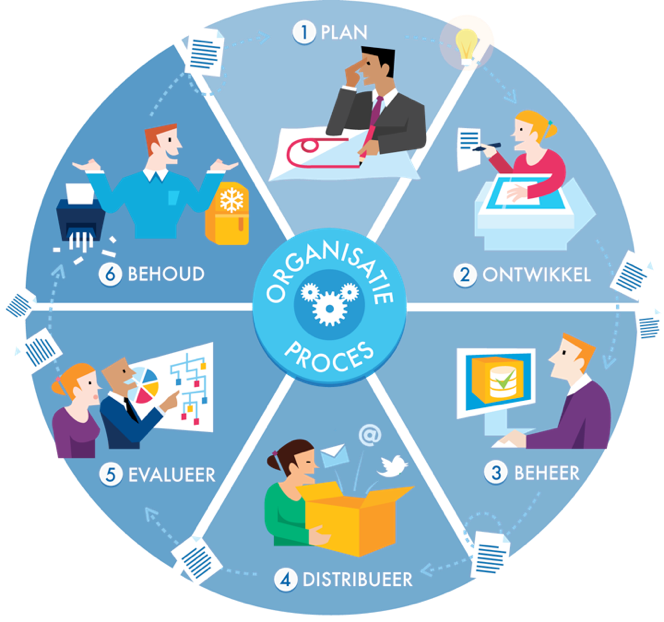 1 PLAN
2 ONTWIKKEL
3 BEHEER
4 DISTRIBUEER
5 EVALUEER
6 BEHOUD
ORGANISATIE
PROCES
@